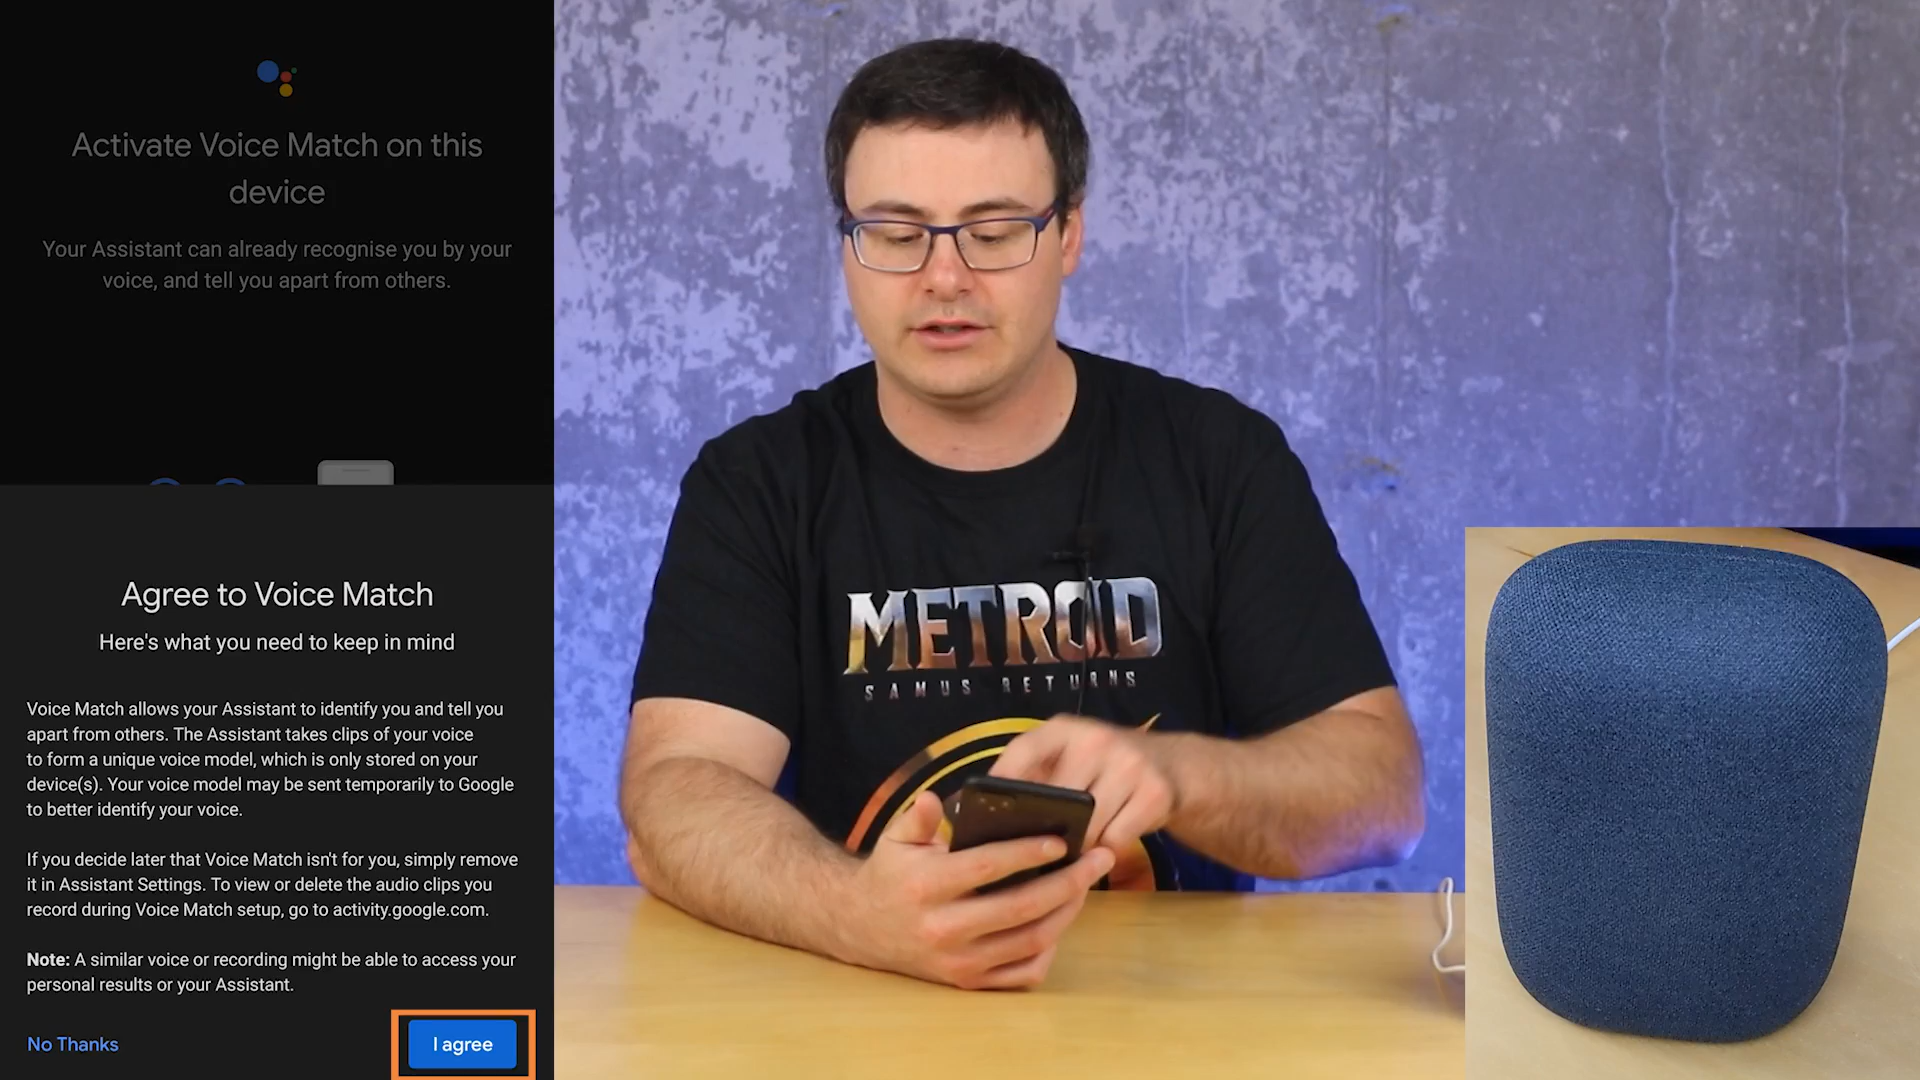 Activate Voice Match on this
device
Your Assistant can already recognise you by your
voice, and tell you apart from others.
Agree to Voice Match
Here's what you need to keep in mind
Voice Match allows your Assistant to identify you and tell you
apart from others. The Assistant takes clips of your voice
to form a unique voice model, which is only stored on your
device(s). Your voice model may be sent temporarily to Google
to better identify your voice.
If you decide later that Voice Match isn't for you, simply remove
it in Assistant Settings. To view or delete the audio clips you
record during Voice Match setup, go to activity.google.com.
Note: A similar voice or recording might be able to access your
personal results or your Assistant.
No Thanks
I agree
METROID
SAMUS RETURNS